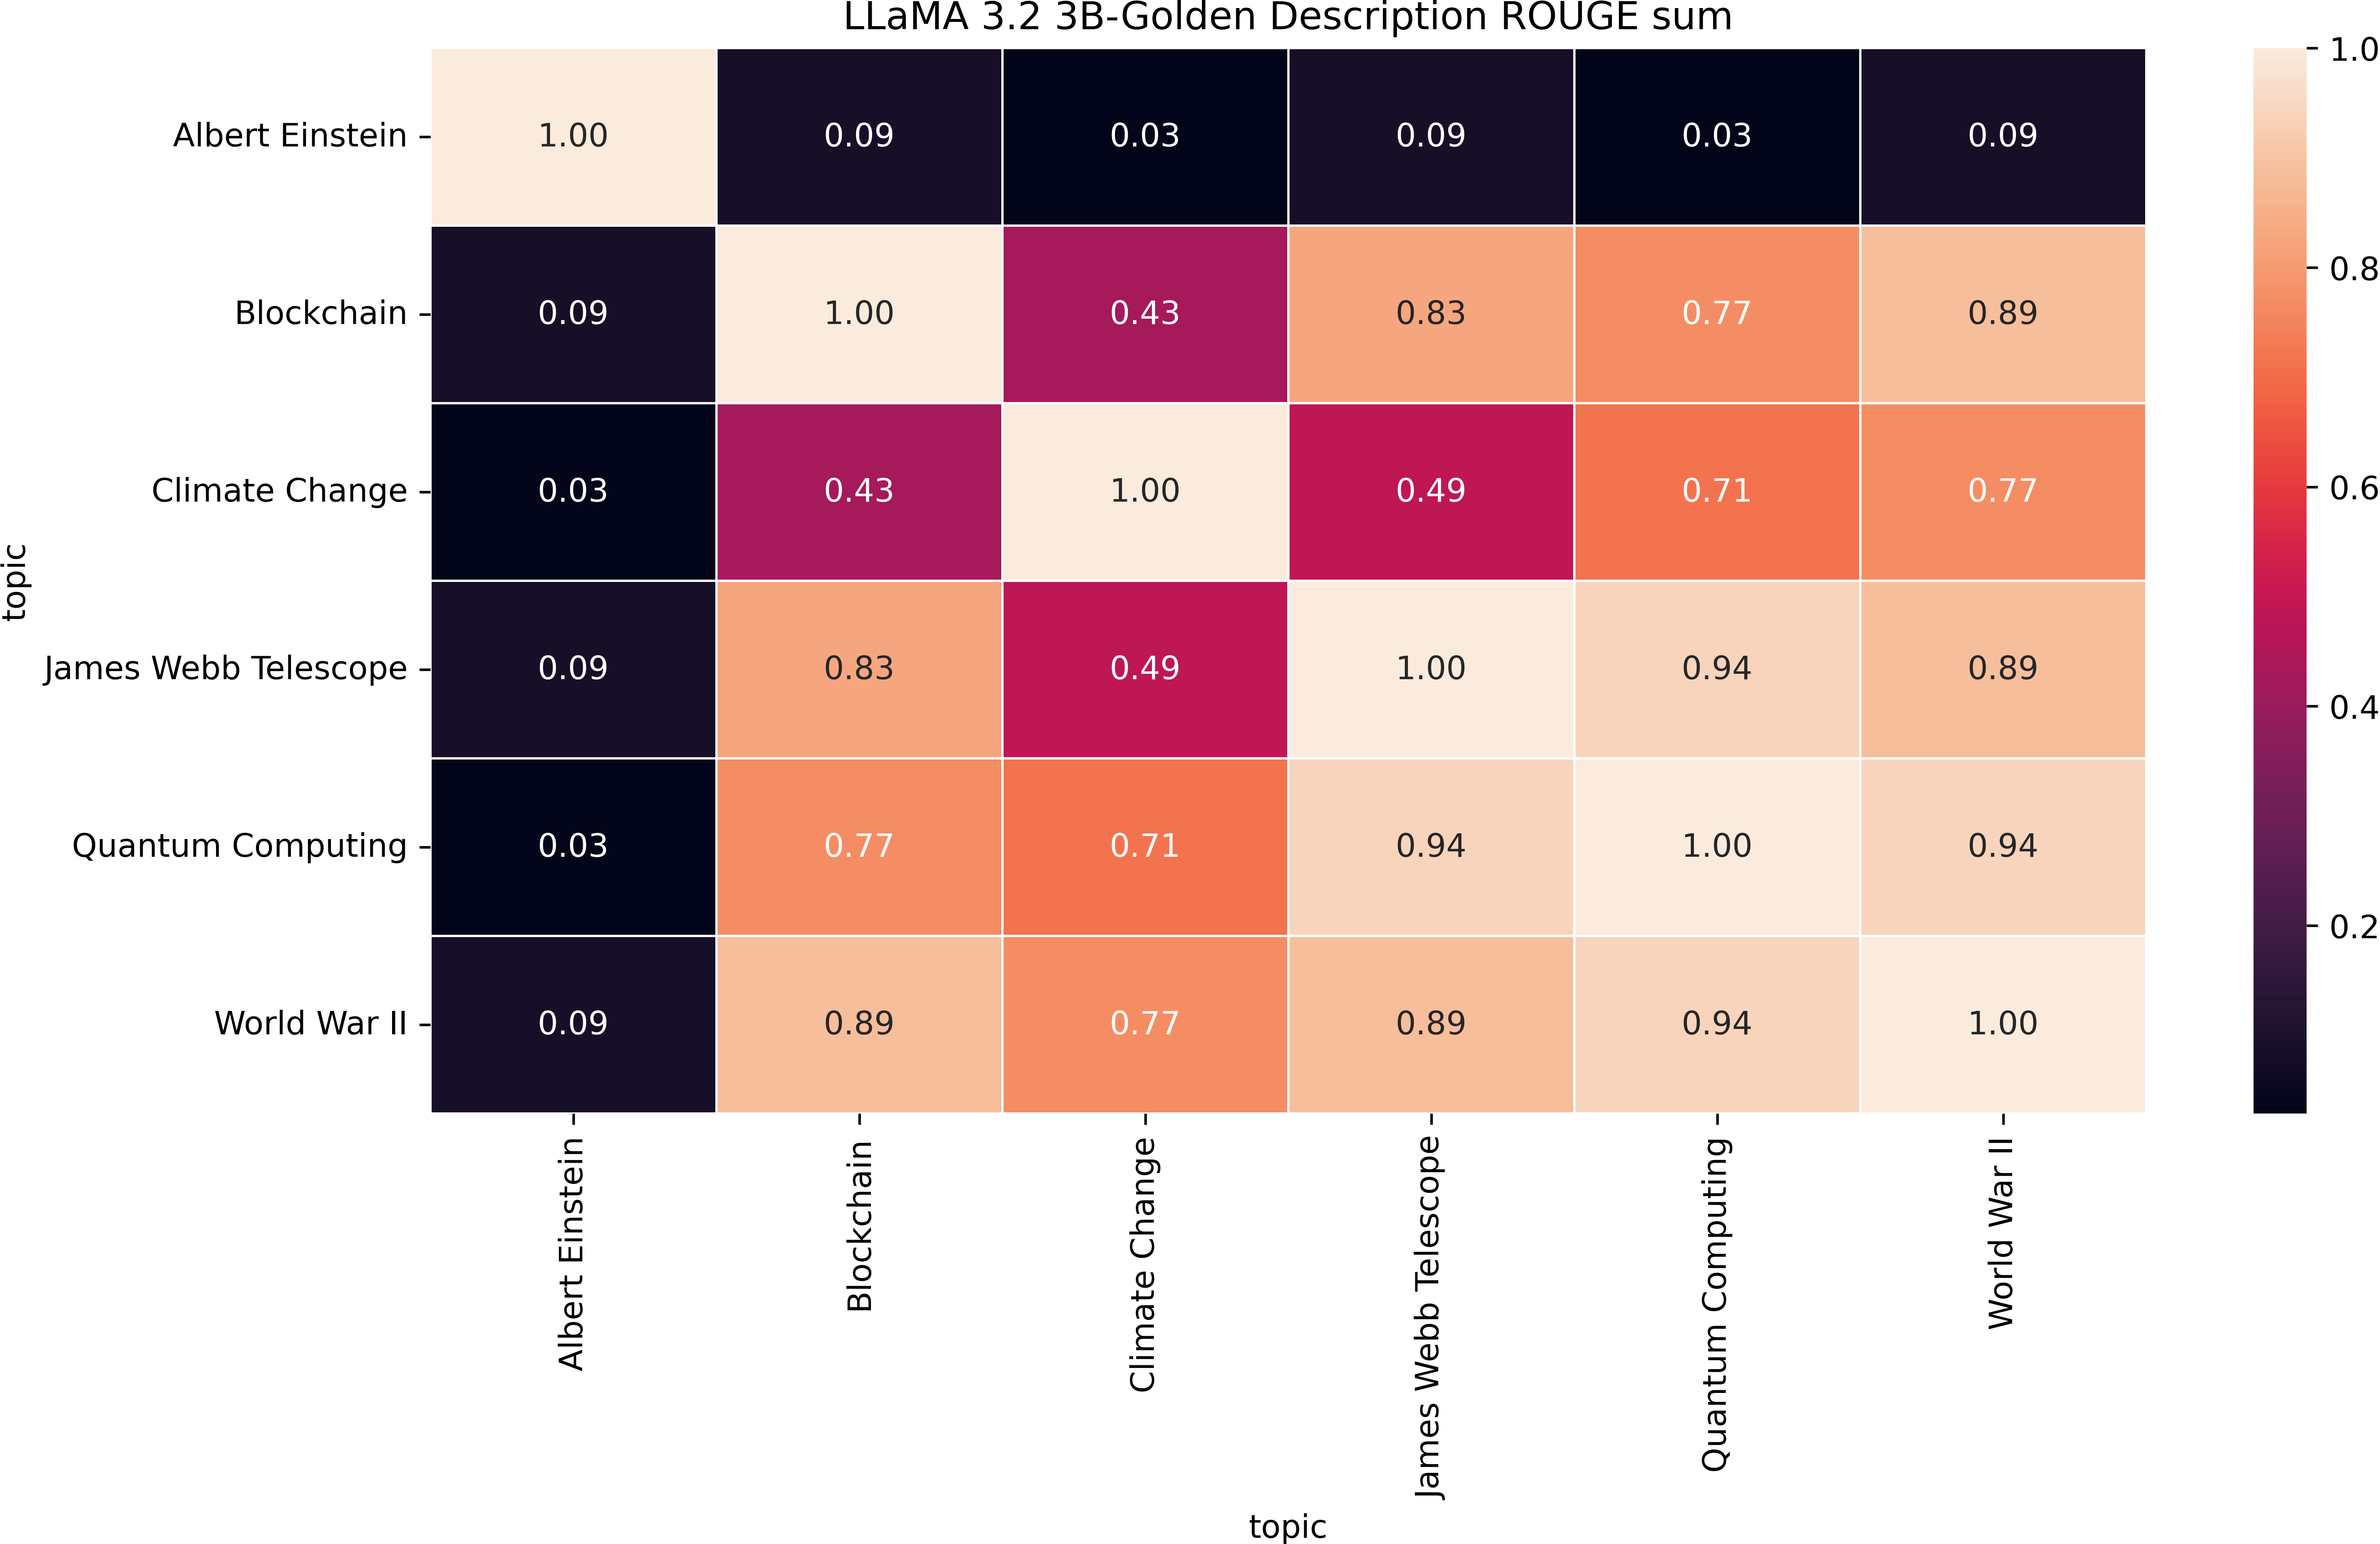 LLaMA 3.2 3B-Golden Description ROUGE sum
Albert Einstein 1.00 0.09 0.03 0.09 0.03 0.09
Blockchain 0.09 1.00 0.43 0.83 0.77 0.89
Climate Change 0.03 0.43 1.00 0.49 0.71 0.77
James Webb Telescope 0.09 0.83 0.49 1.00 0.94 0.89
Quantum Computing 0.03 0.77 0.71 0.94 1.00 0.94
World War II 0.09 0.89 0.77 0.89 0.94 1.00
topic
Albert Einstein
Blockchain
Climate Change
James Webb Telescope
Quantum Computing
World War II
topic
1.0
0.8
0.6
0.4
0.2